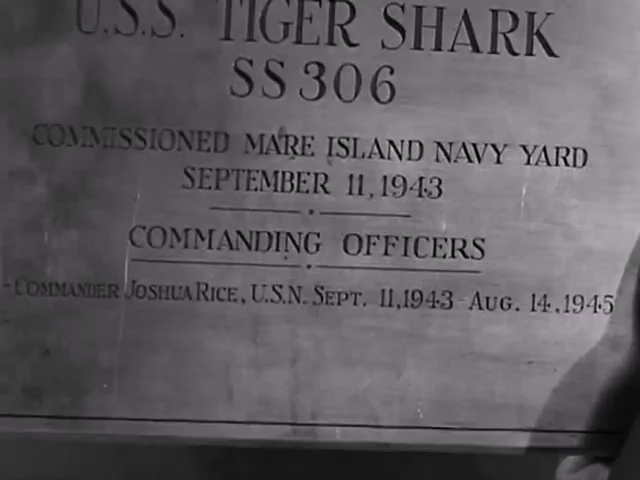 U.S.S. TIGER SHARK
SS 306
COMMISSIONED MARE ISLAND NAVY YARD
SEPTEMBER 11, 1943
COMMANDING OFFICERS
- COMMANDER JOSHUA RICE, U.S.N. SEPT. 11, 1943 - AUG. 14, 1945